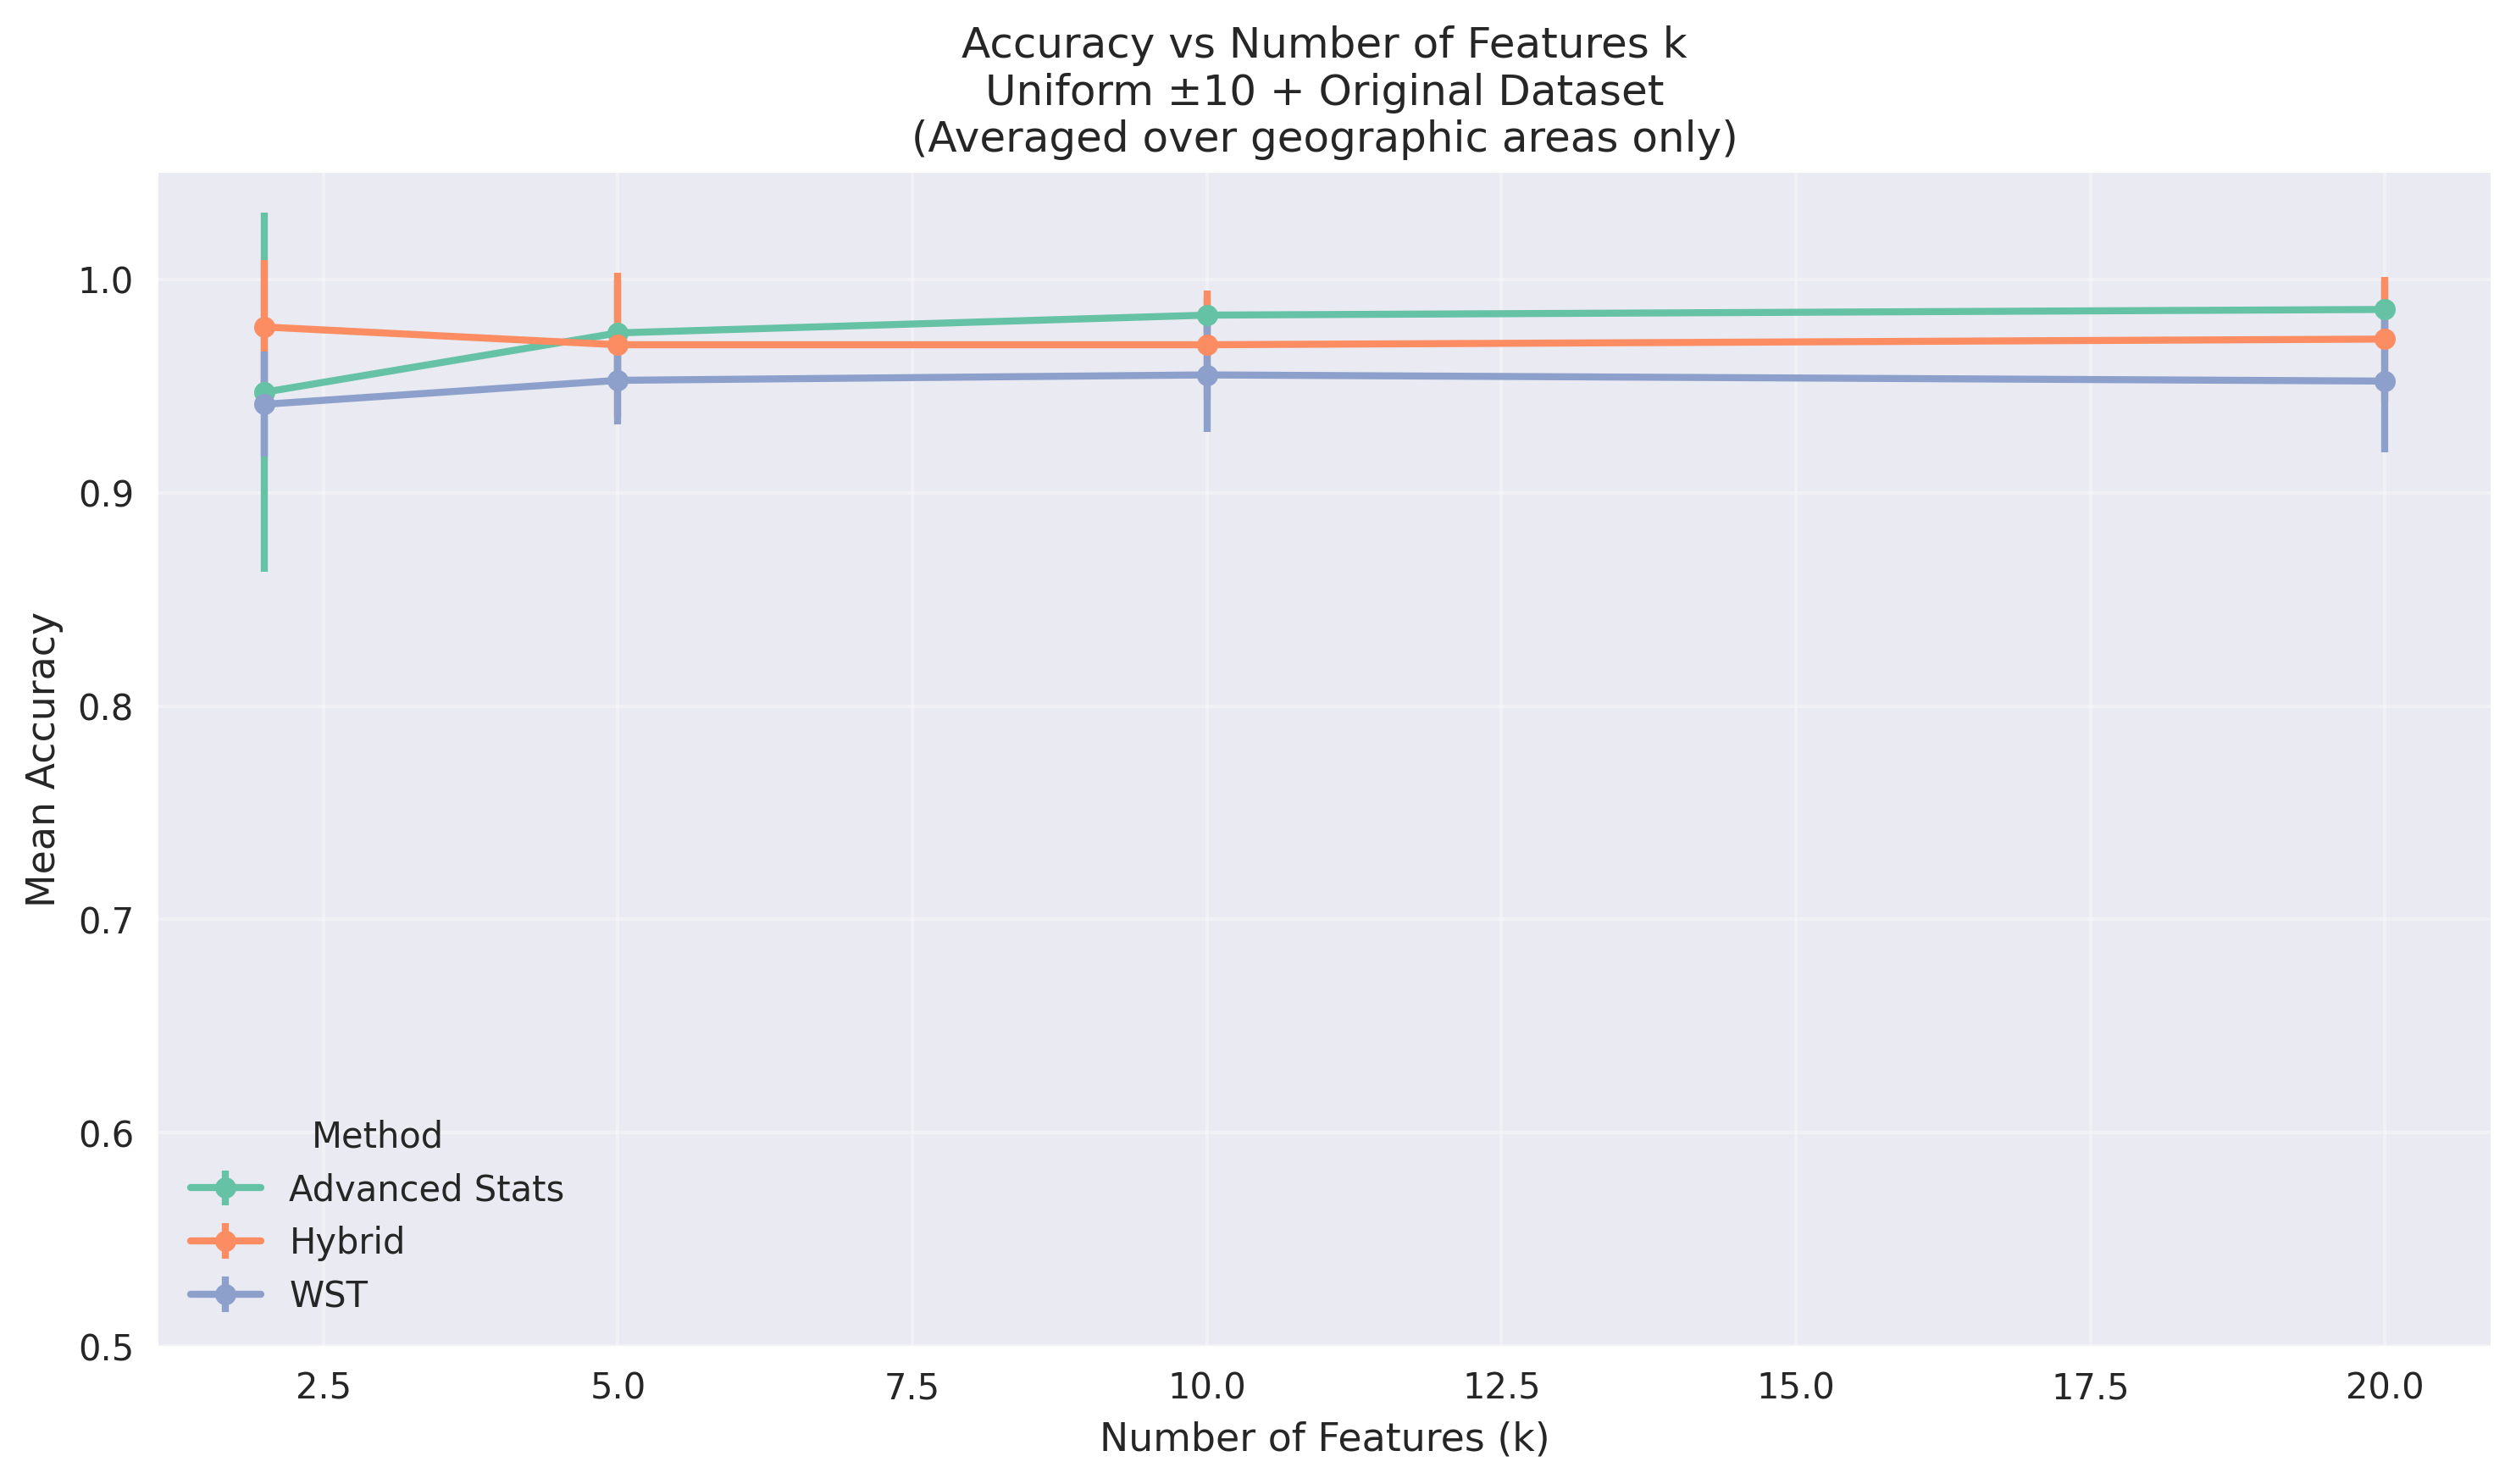 Accuracy vs Number of Features k
Uniform ±10 + Original Dataset
(Averaged over geographic areas only)
Mean Accuracy
1.0
0.9
0.8
0.7
0.6
0.5
Method
Advanced Stats
Hybrid
WST
2.5 5.0 7.5 10.0 12.5 15.0 17.5 20.0
Number of Features (k)